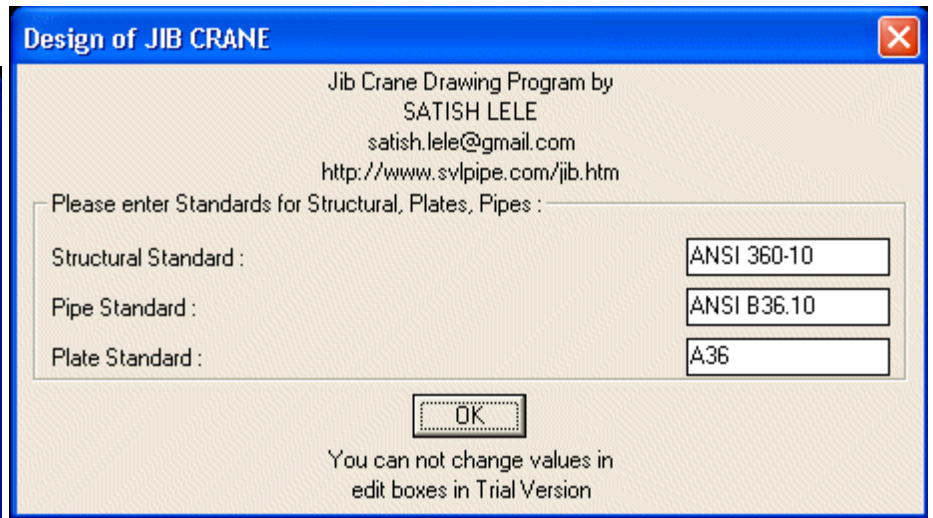 Design of JIB CRANE
Jib Crane Drawing Program by
SATISH LELE
satish.lele@gmail.com
http://www.svlpipe.com/jib.htm
Please enter Standards for Structural, Plates, Pipes :
Structural Standard : ANSI 360-10
Pipe Standard : ANSI B36.10
Plate Standard : A36
OK
You can not change values in
edit boxes in Trial Version